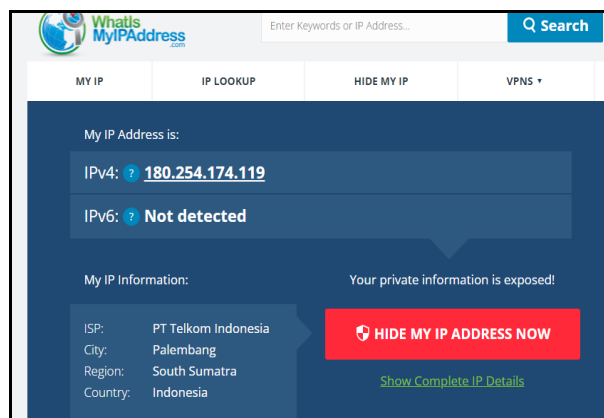 WhatIs
MyIPAddress
.com
Enter Keywords or IP Address...
Search
MY IP
IP LOOKUP
HIDE MY IP
VPNS
My IP Address is:
IPv4: ? 180.254.174.119
IPv6: ? Not detected
My IP Information:
ISP: PT Telkom Indonesia
City: Palembang
Region: South Sumatra
Country: Indonesia
Your private information is exposed!
HIDE MY IP ADDRESS NOW
Show Complete IP Details